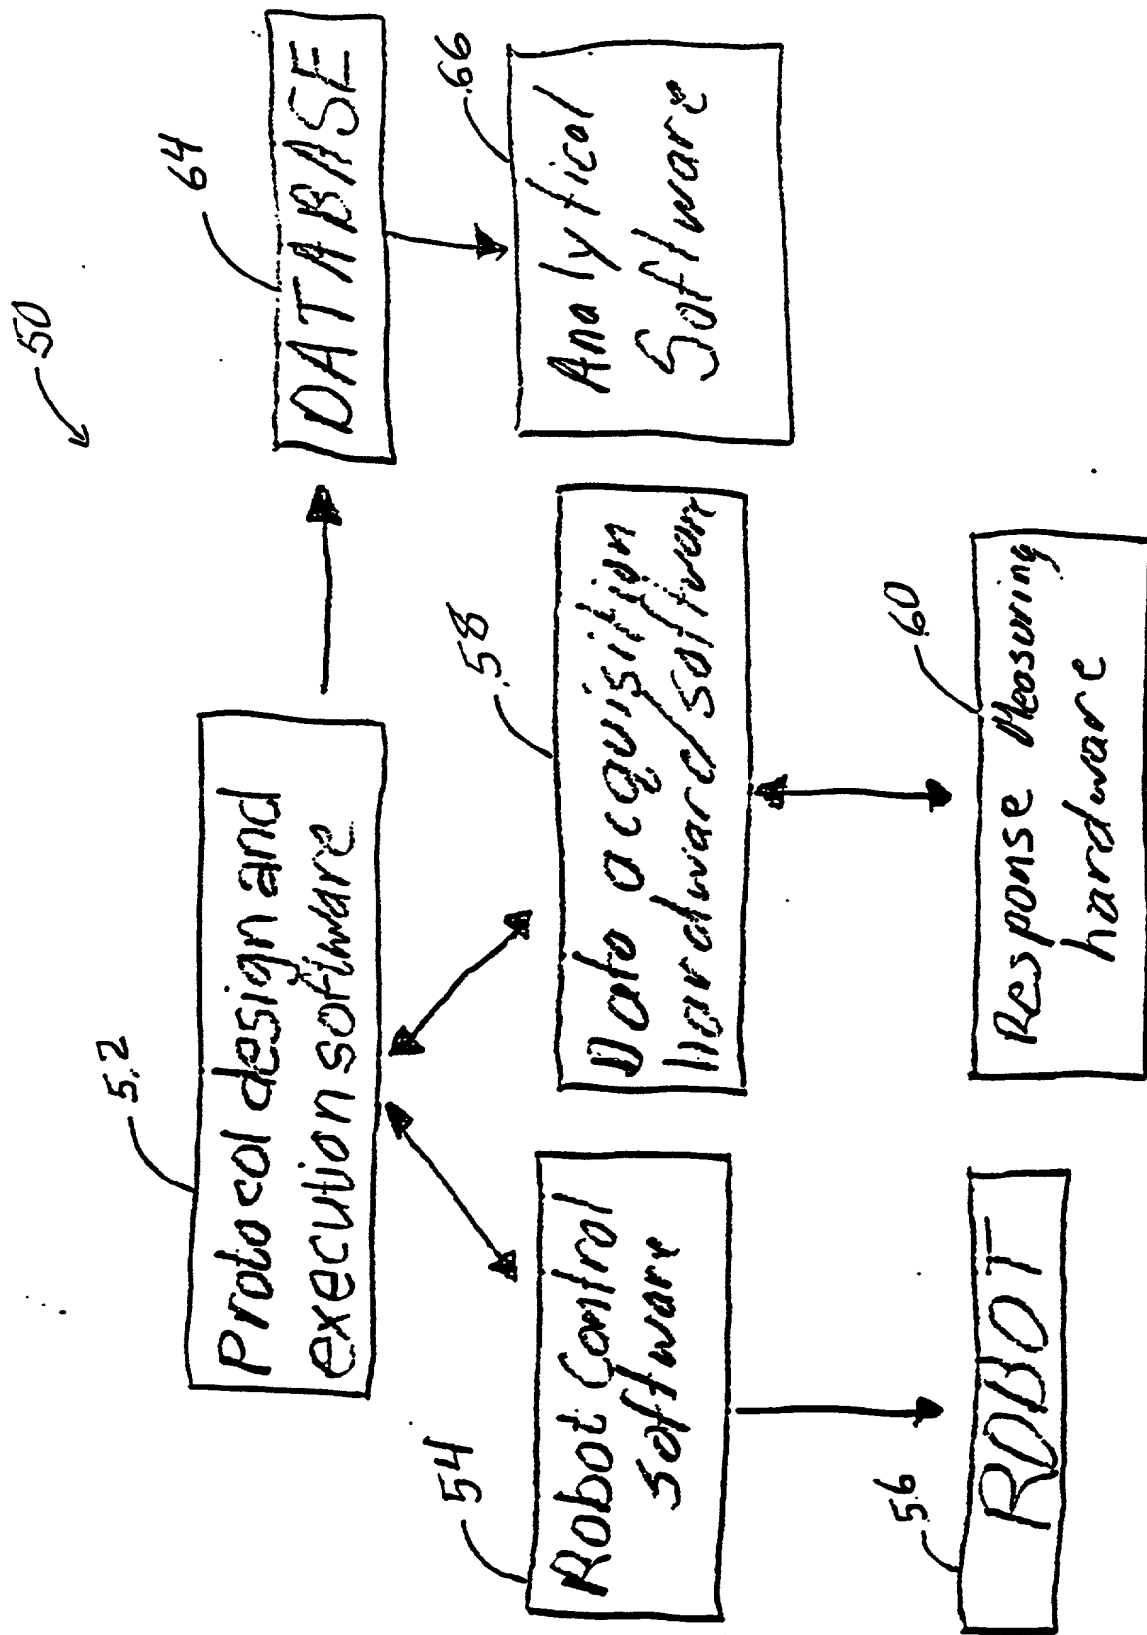 50
52
Protocol design and
execution software
64
DATABASE
54
Robot Control
software
58
Data acquisition
hardware/software
66
Analytical
Software
56
ROBOT
60
Response Measuring
hardware